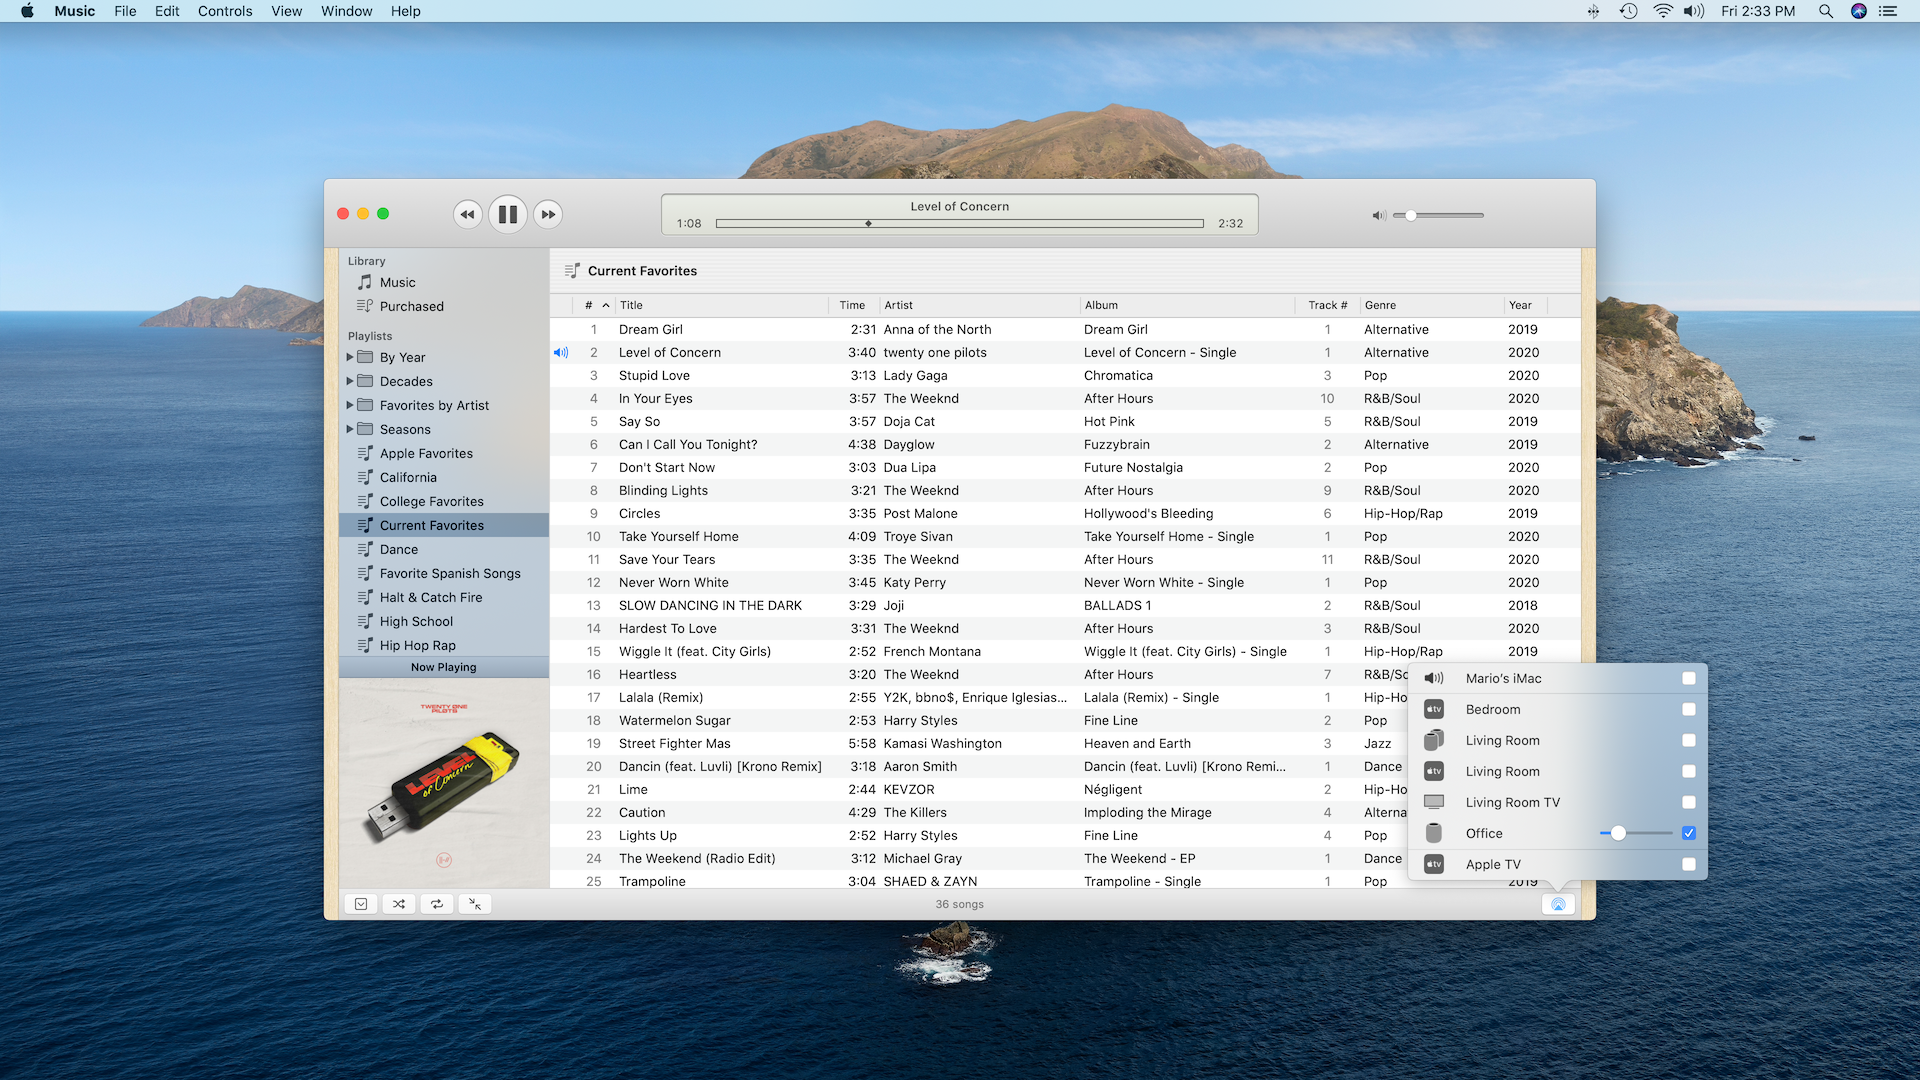 Music File Edit Controls View Window Help Fri 2:33 PM
Level of Concern
1:08 2:32
Library
Music
Purchased
Playlists
By Year
Decades
Favorites by Artist
Seasons
Apple Favorites
California
College Favorites
Current Favorites
Dance
Favorite Spanish Songs
Halt & Catch Fire
High School
Hip Hop Rap
Now Playing
TWENTY ONE
PILOTS
LEVEL
of Concern
Current Favorites
# Title Time Artist Album Track # Genre Year
1 Dream Girl 2:31 Anna of the North Dream Girl 1 Alternative 2019
2 Level of Concern 3:40 twenty one pilots Level of Concern - Single 1 Alternative 2020
3 Stupid Love 3:13 Lady Gaga Chromatica 3 Pop 2020
4 In Your Eyes 3:57 The Weeknd After Hours 10 R&B/Soul 2020
5 Say So 3:57 Doja Cat Hot Pink 5 R&B/Soul 2019
6 Can I Call You Tonight? 4:38 Dayglow Fuzzybrain 2 Alternative 2019
7 Don't Start Now 3:03 Dua Lipa Future Nostalgia 2 Pop 2020
8 Blinding Lights 3:21 The Weeknd After Hours 9 R&B/Soul 2020
9 Circles 3:35 Post Malone Hollywood's Bleeding 6 Hip-Hop/Rap 2019
10 Take Yourself Home 4:09 Troye Sivan Take Yourself Home - Single 1 Pop 2020
11 Save Your Tears 3:35 The Weeknd After Hours 11 R&B/Soul 2020
12 Never Worn White 3:45 Katy Perry Never Worn White - Single 1 Pop 2020
13 SLOW DANCING IN THE DARK 3:29 Joji BALLADS 1 2 R&B/Soul 2018
14 Hardest To Love 3:31 The Weeknd After Hours 3 R&B/Soul 2020
15 Wiggle It (feat. City Girls) 2:52 French Montana Wiggle It (feat. City Girls) - Single 1 Hip-Hop/Rap 2019
16 Heartless 3:20 The Weeknd After Hours 7 R&B/Sc
17 Lalala (Remix) 2:55 Y2K, bbno$, Enrique Iglesias... Lalala (Remix) - Single 1 Hip-Ho
18 Watermelon Sugar 2:53 Harry Styles Fine Line 2 Pop
19 Street Fighter Mas 5:58 Kamasi Washington Heaven and Earth 3 Jazz
20 Dancin (feat. Luvli) [Krono Remix] 3:18 Aaron Smith Dancin (feat. Luvli) [Krono Remi... 1 Dance
21 Lime 2:44 KEVZOR Négligent 2 Hip-Ho
22 Caution 4:29 The Killers Imploding the Mirage 4 Alterna
23 Lights Up 2:52 Harry Styles Fine Line 4 Pop
24 The Weekend (Radio Edit) 3:12 Michael Gray The Weekend - EP 1 Dance
25 Trampoline 3:04 SHAED & ZAYN Trampoline - Single 1 Pop 2019
36 songs
Mario's iMac
tv Bedroom
Living Room
tv Living Room
Living Room TV
Office
tv Apple TV